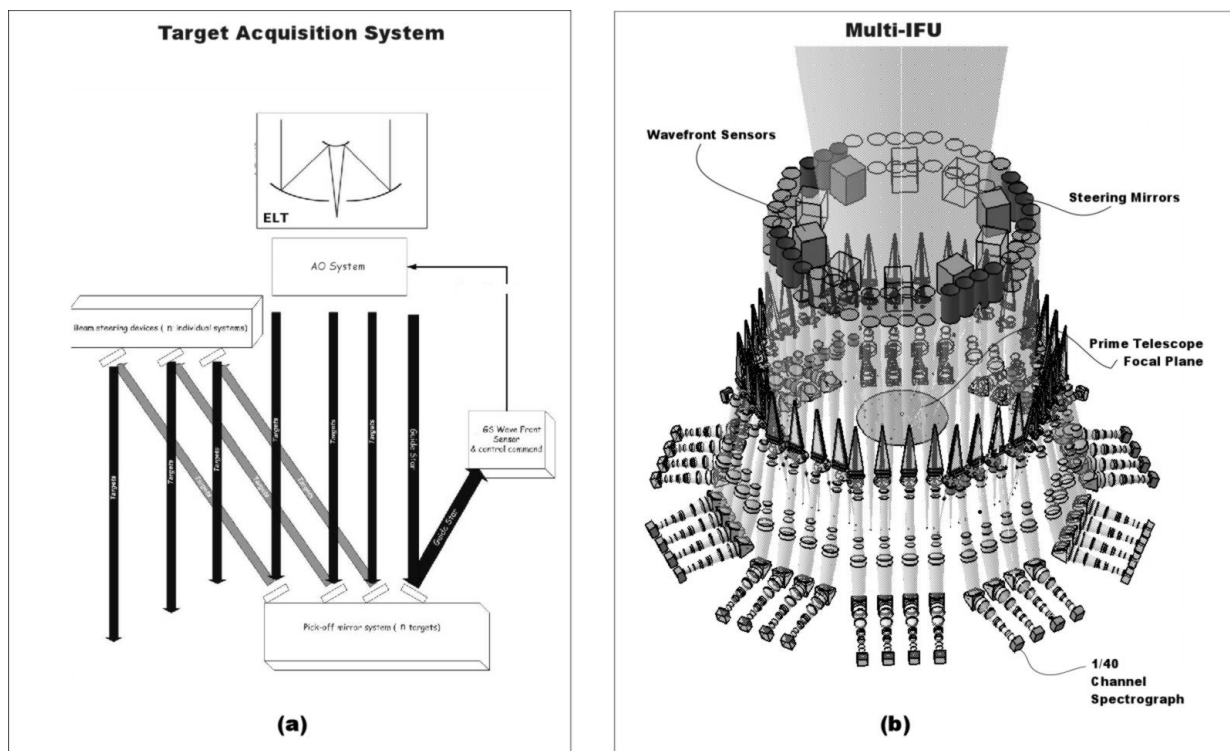 Target Acquisition System
ELT
AO System
Beam steering devices ( n individual systems)
Targets
Targets
Targets
Targets
Targets
Targets
Targets
Targets
Targets
Guide Star
Guide Star
GS Wave Front
Sensor
& control command
Pick-off mirror system ( n targets)
(a)
Multi-IFU
Wavefront Sensors
Steering Mirrors
Prime Telescope
Focal Plane
1/40
Channel
Spectrograph
(b)